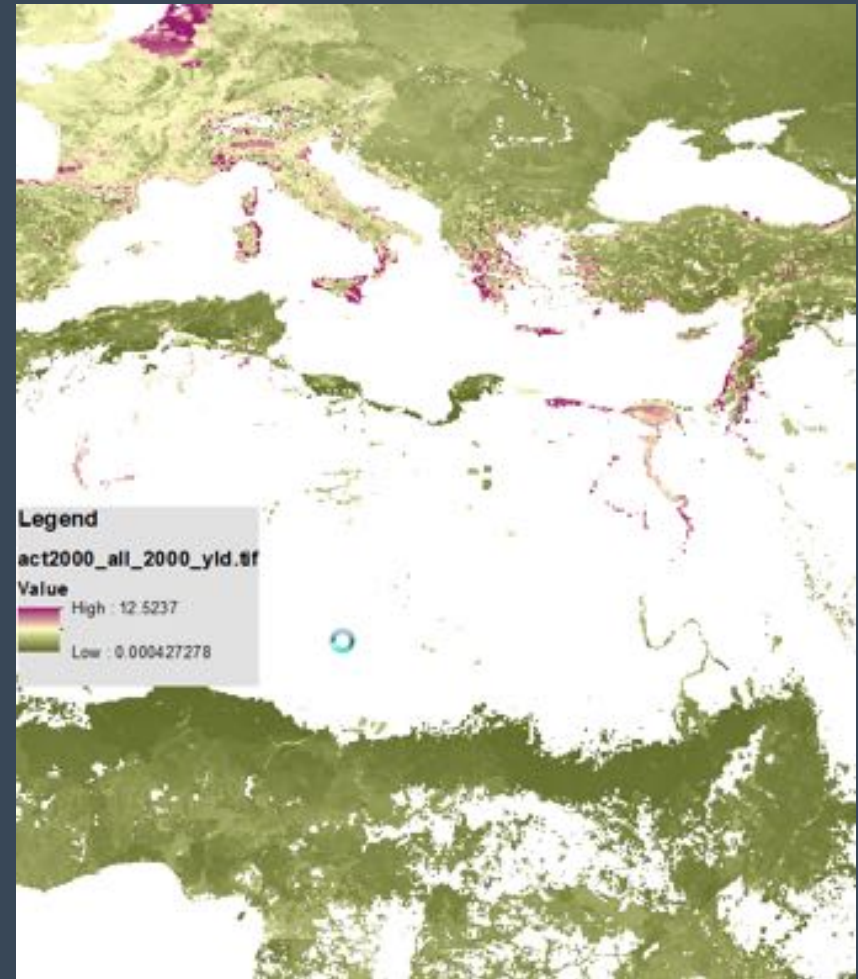 Legend
act2000_all_2000_yld.tif
Value
High : 12.5237
Low : 0.000427278